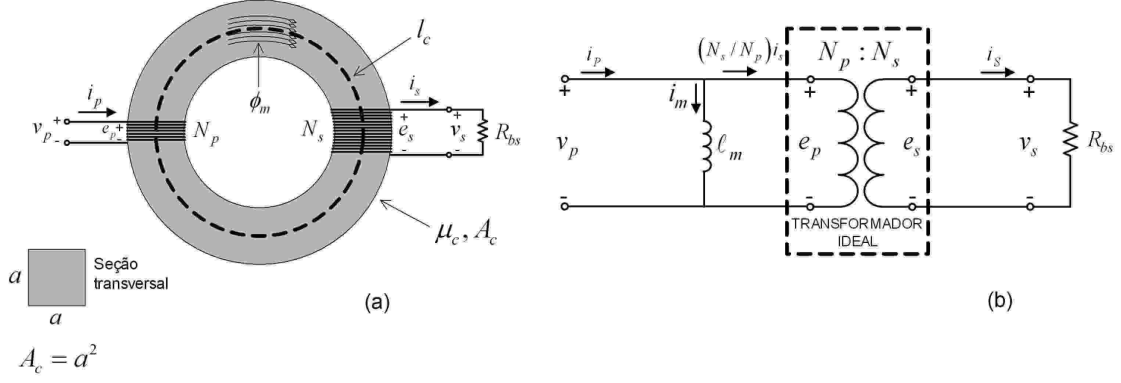 l_c
ϕ_m
i_p
v_p
+
-
e_p
+
-
N_p
N_s
i_s
+
e_s
-
+
v_s
-
R_bs
μ_c, A_c
a
Seção
transversal
a
A_c = a²
(a)
i_p
(N_s/N_p)i_s
N_p : N_s
i_s
+
v_p
-
i_m
ℓ_m
+
e_p
-
+
e_s
-
+
v_s
-
R_bs
TRANSFORMADOR
IDEAL
(b)